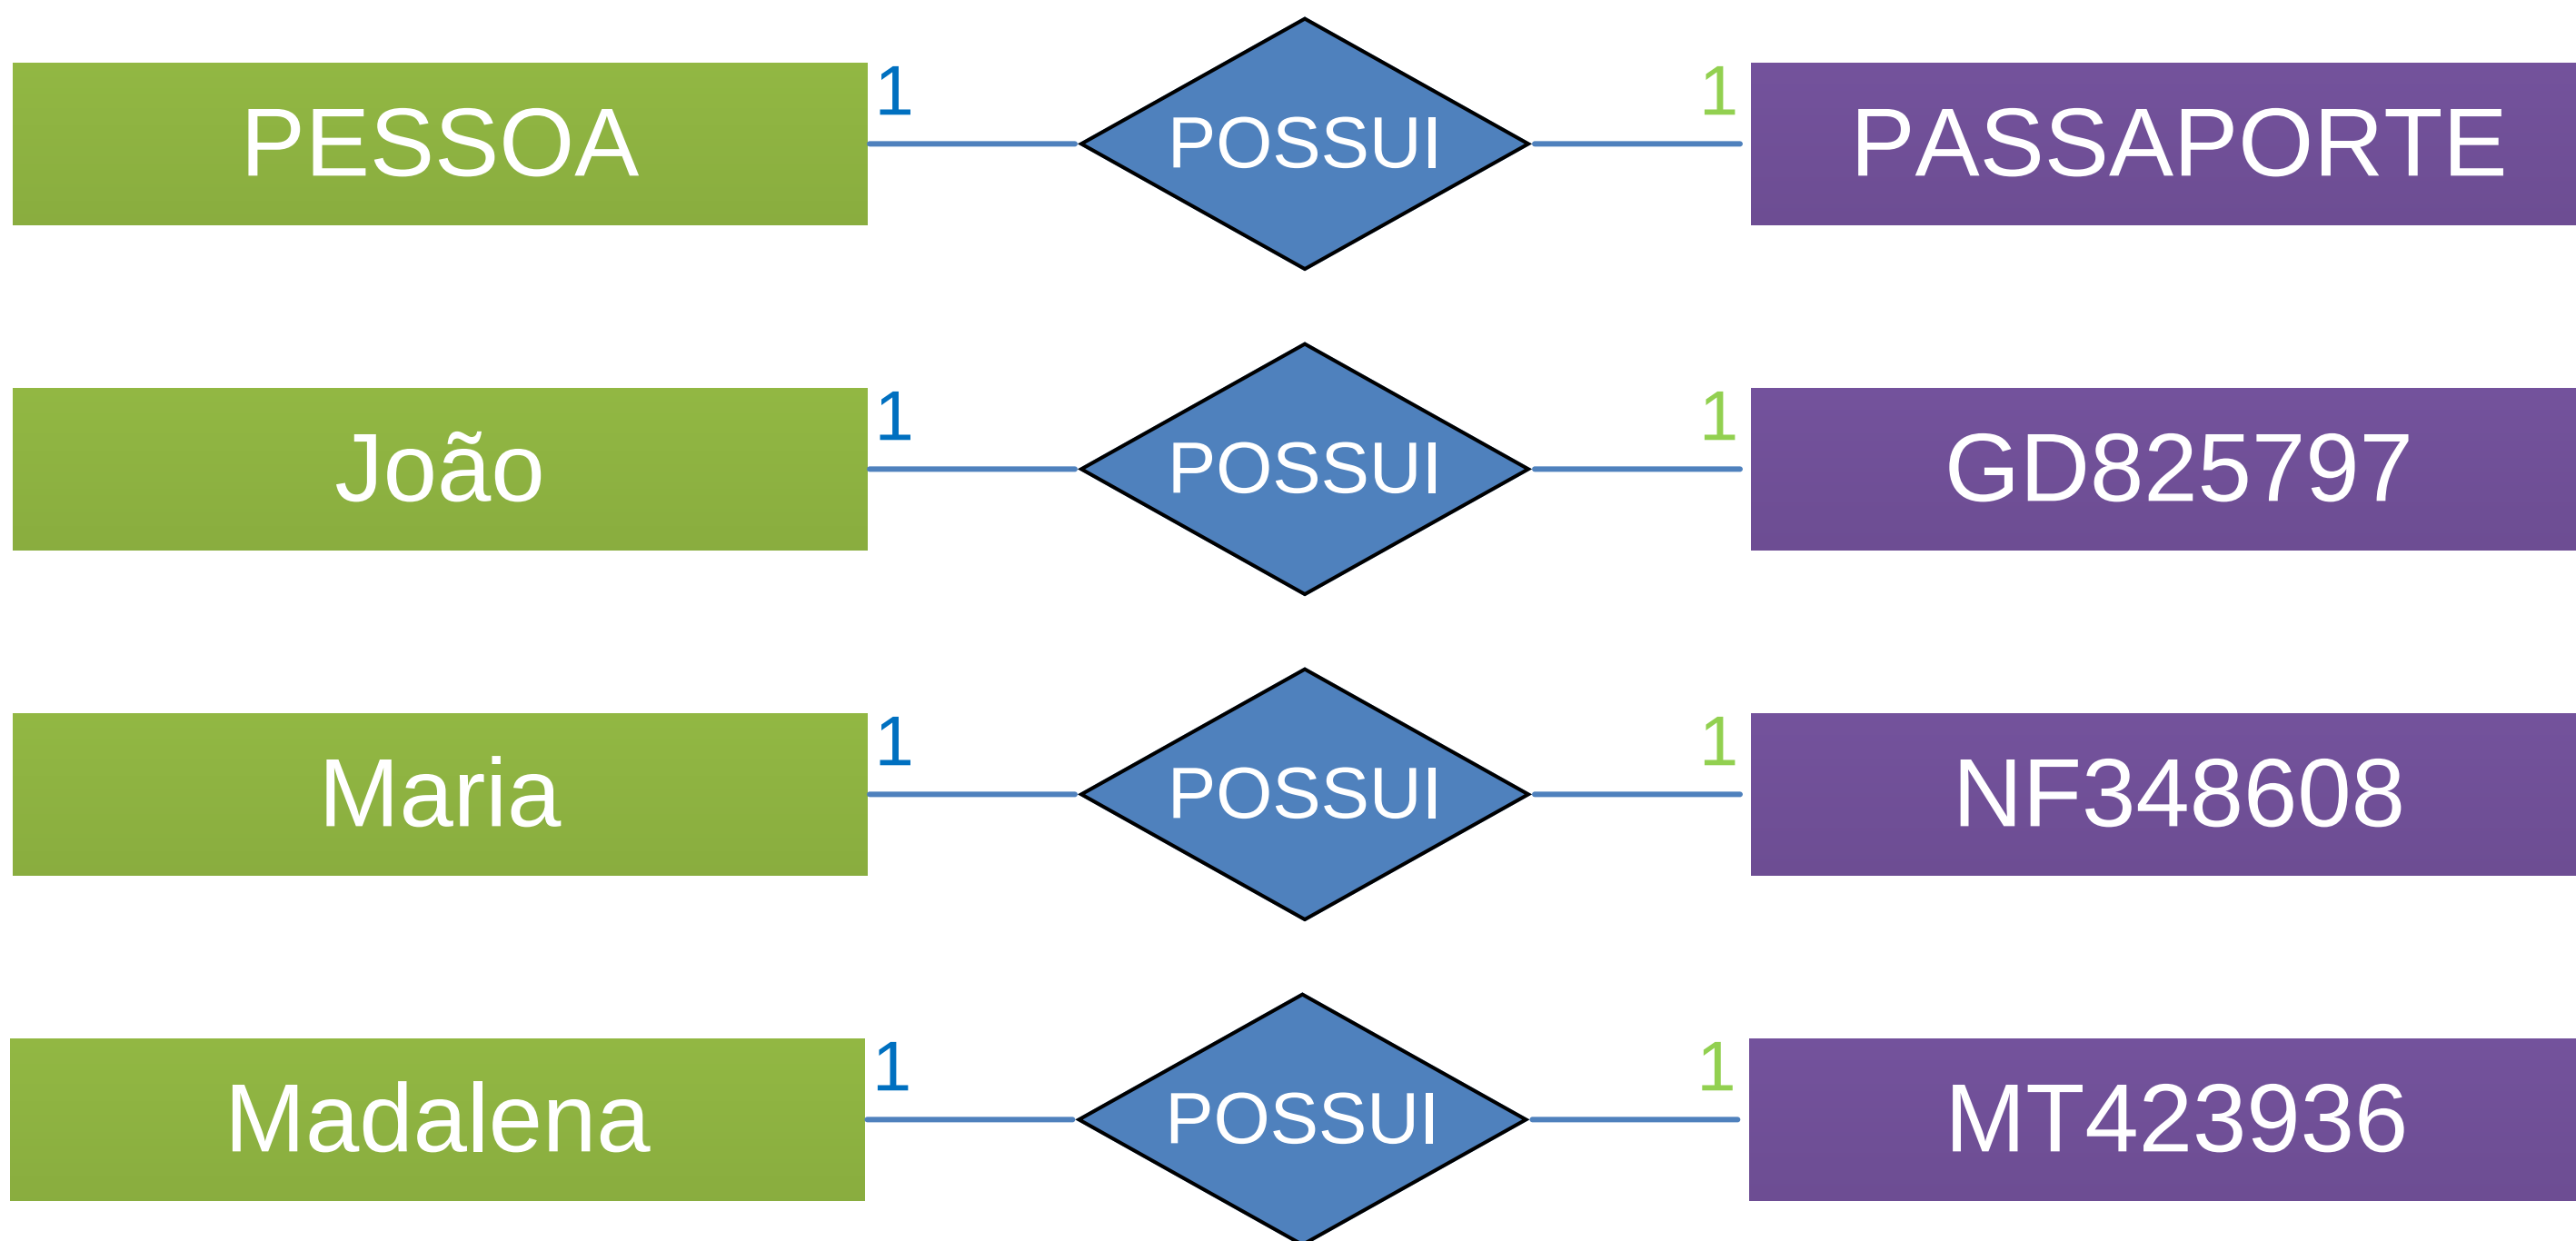 PESSOA 1 POSSUI 1 PASSAPORTE
João 1 POSSUI 1 GD825797
Maria 1 POSSUI 1 NF348608
Madalena 1 POSSUI 1 MT423936